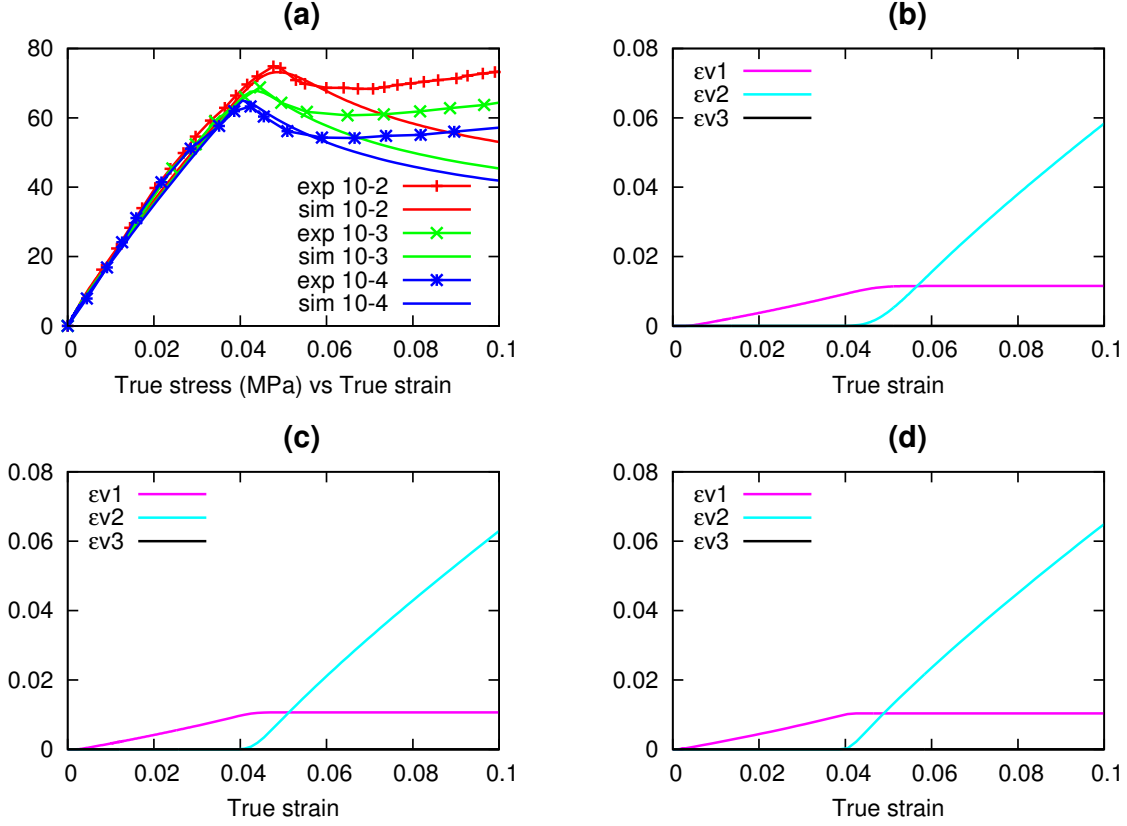 (a)
80
60
40
20
0
exp 10-2
sim 10-2
exp 10-3
sim 10-3
exp 10-4
sim 10-4
0 0.02 0.04 0.06 0.08 0.1
True stress (MPa) vs True strain
(b)
0.08
0.06
0.04
0.02
0
εv1
εv2
εv3
0 0.02 0.04 0.06 0.08 0.1
True strain
(c)
0.08
0.06
0.04
0.02
0
εv1
εv2
εv3
0 0.02 0.04 0.06 0.08 0.1
True strain
(d)
0.08
0.06
0.04
0.02
0
εv1
εv2
εv3
0 0.02 0.04 0.06 0.08 0.1
True strain